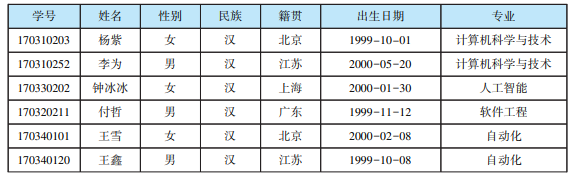 学号 姓名 性别 民族 籍贯 出生日期 专业
170310203 杨紫 女 汉 北京 1999-10-01 计算机科学与技术
170310252 李为 男 汉 江苏 2000-05-20 计算机科学与技术
170330202 钟冰冰 女 汉 上海 2000-01-30 人工智能
170320211 付哲 男 汉 广东 1999-11-12 软件工程
170340101 王雪 女 汉 北京 2000-02-08 自动化
170340120 王鑫 男 汉 江苏 1999-10-08 自动化